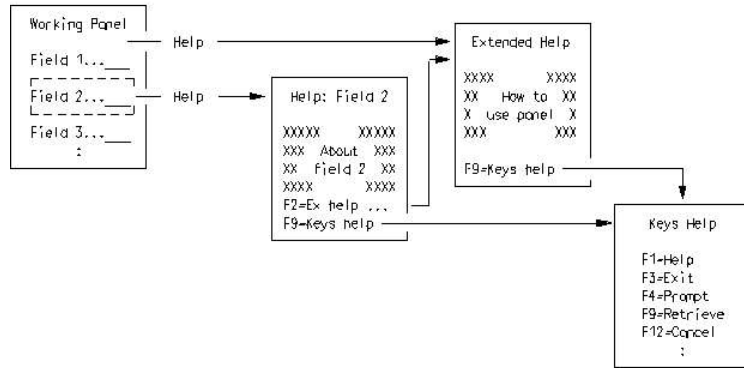 Working Panel
Field 1...___
Field 2...___
Field 3...___
:
Help
Help
Help: Field 2
XXXXX XXXXX
XXX About XXX
XX field 2 XX
XXXX XXXX
F2=Ex help ...
F9=Keys help
Extended Help
XXXX XXXX
XX How to XX
X use panel X
XXX XXX
F9=Keys help
Keys Help
F1=Help
F3=Exit
F4=Prompt
F9=Retrieve
F12=Cancel
: